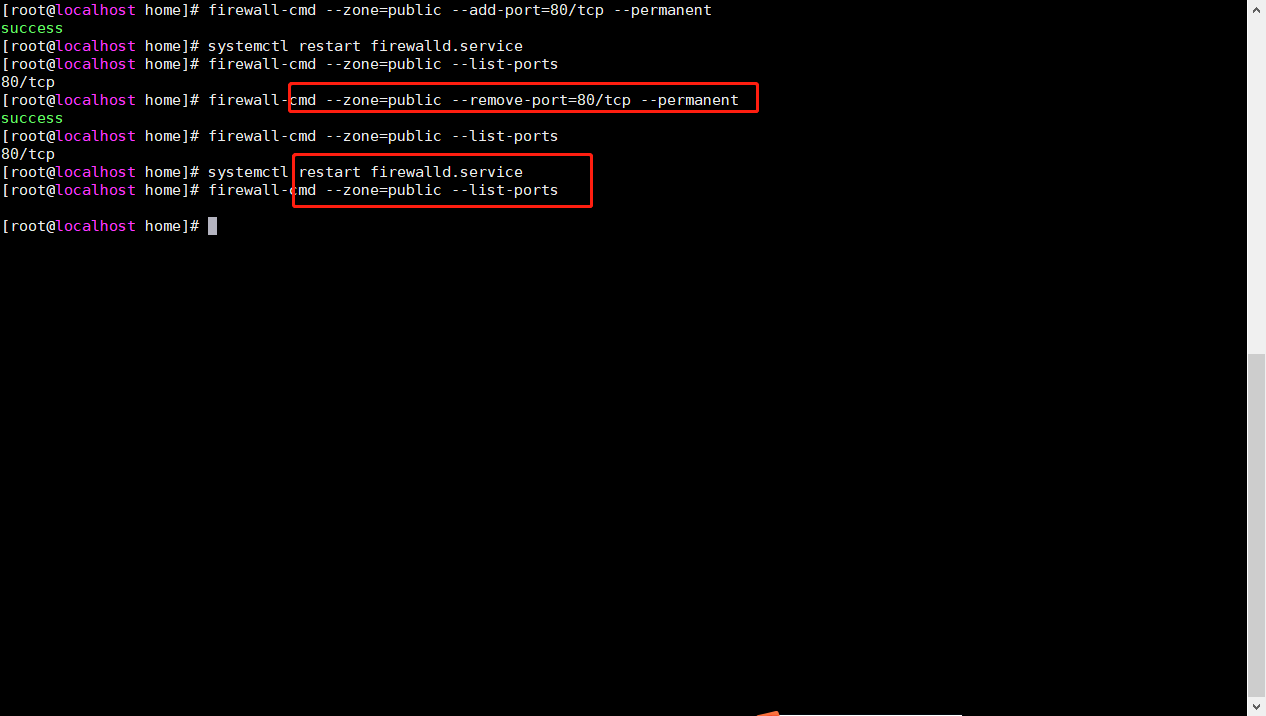 [root@localhost home]# firewall-cmd --zone=public --add-port=80/tcp --permanent
success
[root@localhost home]# systemctl restart firewalld.service
[root@localhost home]# firewall-cmd --zone=public --list-ports
80/tcp
[root@localhost home]# firewall-cmd --zone=public --remove-port=80/tcp --permanent
success
[root@localhost home]# firewall-cmd --zone=public --list-ports
80/tcp
[root@localhost home]# systemctl restart firewalld.service
[root@localhost home]# firewall-cmd --zone=public --list-ports
[root@localhost home]#